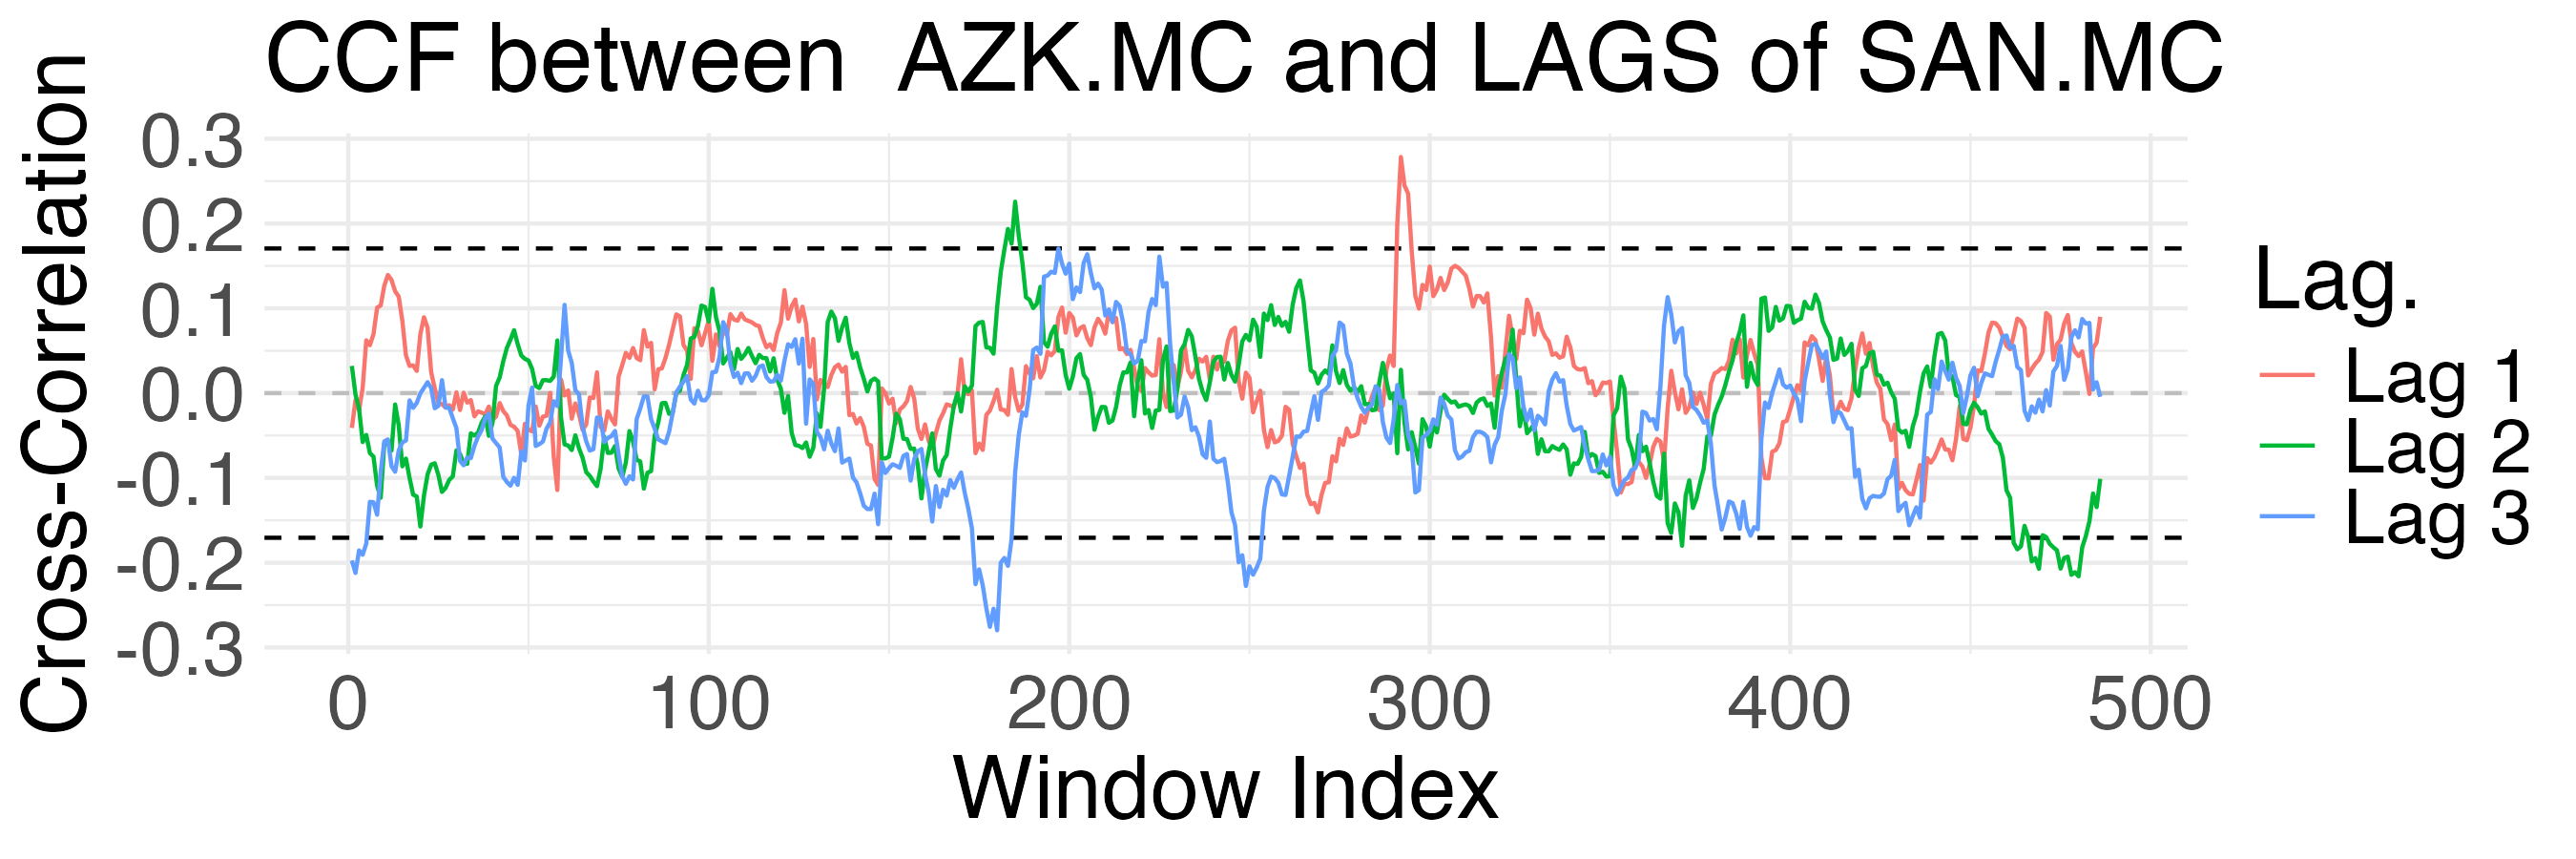 CCF between  AZK.MC and LAGS of SAN.MC
Cross-Correlation
0.3
0.2
0.1
0.0
-0.1
-0.2
-0.3
0 100 200 300 400 500
Window Index
Lag.
Lag 1
Lag 2
Lag 3